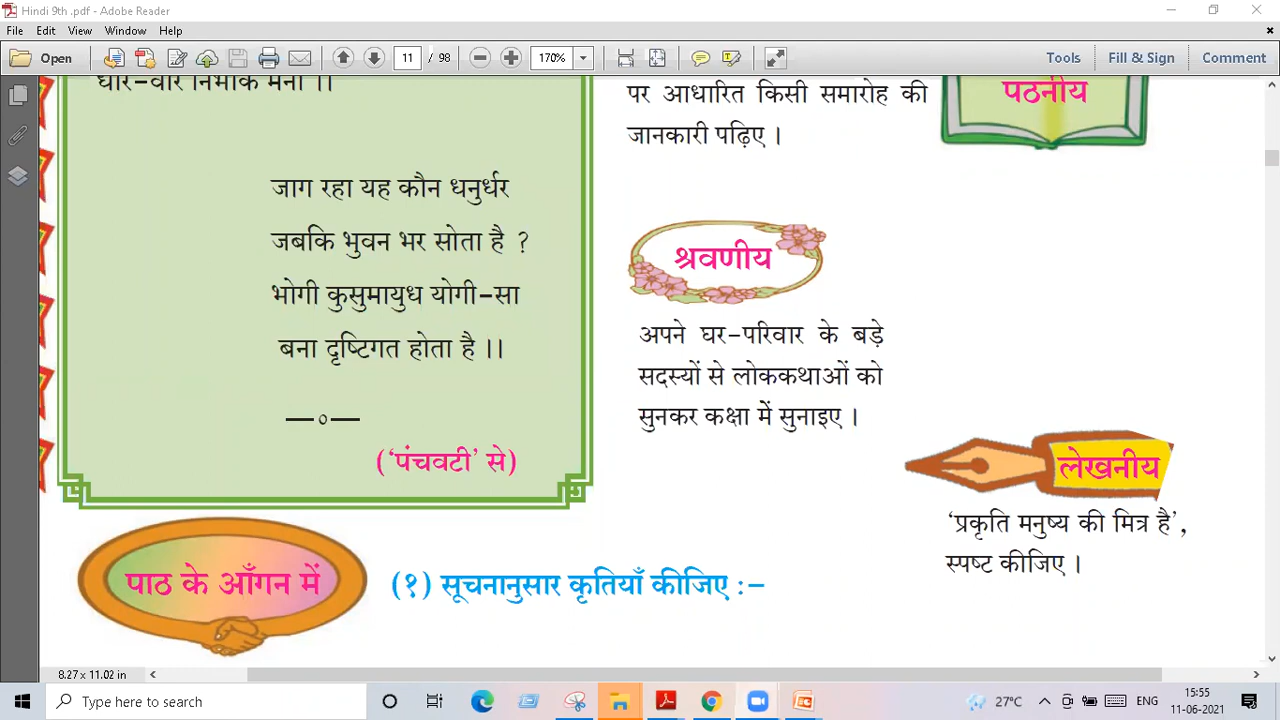 Hindi 9th .pdf - Adobe Reader
File Edit View Window Help
Open 11 / 98 170% Tools Fill & Sign Comment
जाग रहा यह कौन धनुर्धर
जबकि भुवन भर सोता है ?
भोगी कुसुमायुध योगी-सा
बना दृष्टिगत होता है ।।
—०—
(‘पंचवटी’ से)
पर आधारित किसी समारोह की
जानकारी पढ़िए ।
पठनीय
श्रवणीय
अपने घर-परिवार के बड़े
सदस्यों से लोककथाओं को
सुनकर कक्षा में सुनाइए ।
लेखनीय
‘प्रकृति मनुष्य की मित्र है’,
स्पष्ट कीजिए ।
पाठ के आँगन में
(१) सूचनानुसार कृतियाँ कीजिए :–
8.27 x 11.02 in
Type here to search
27°C ENG 15:55
11-06-2021